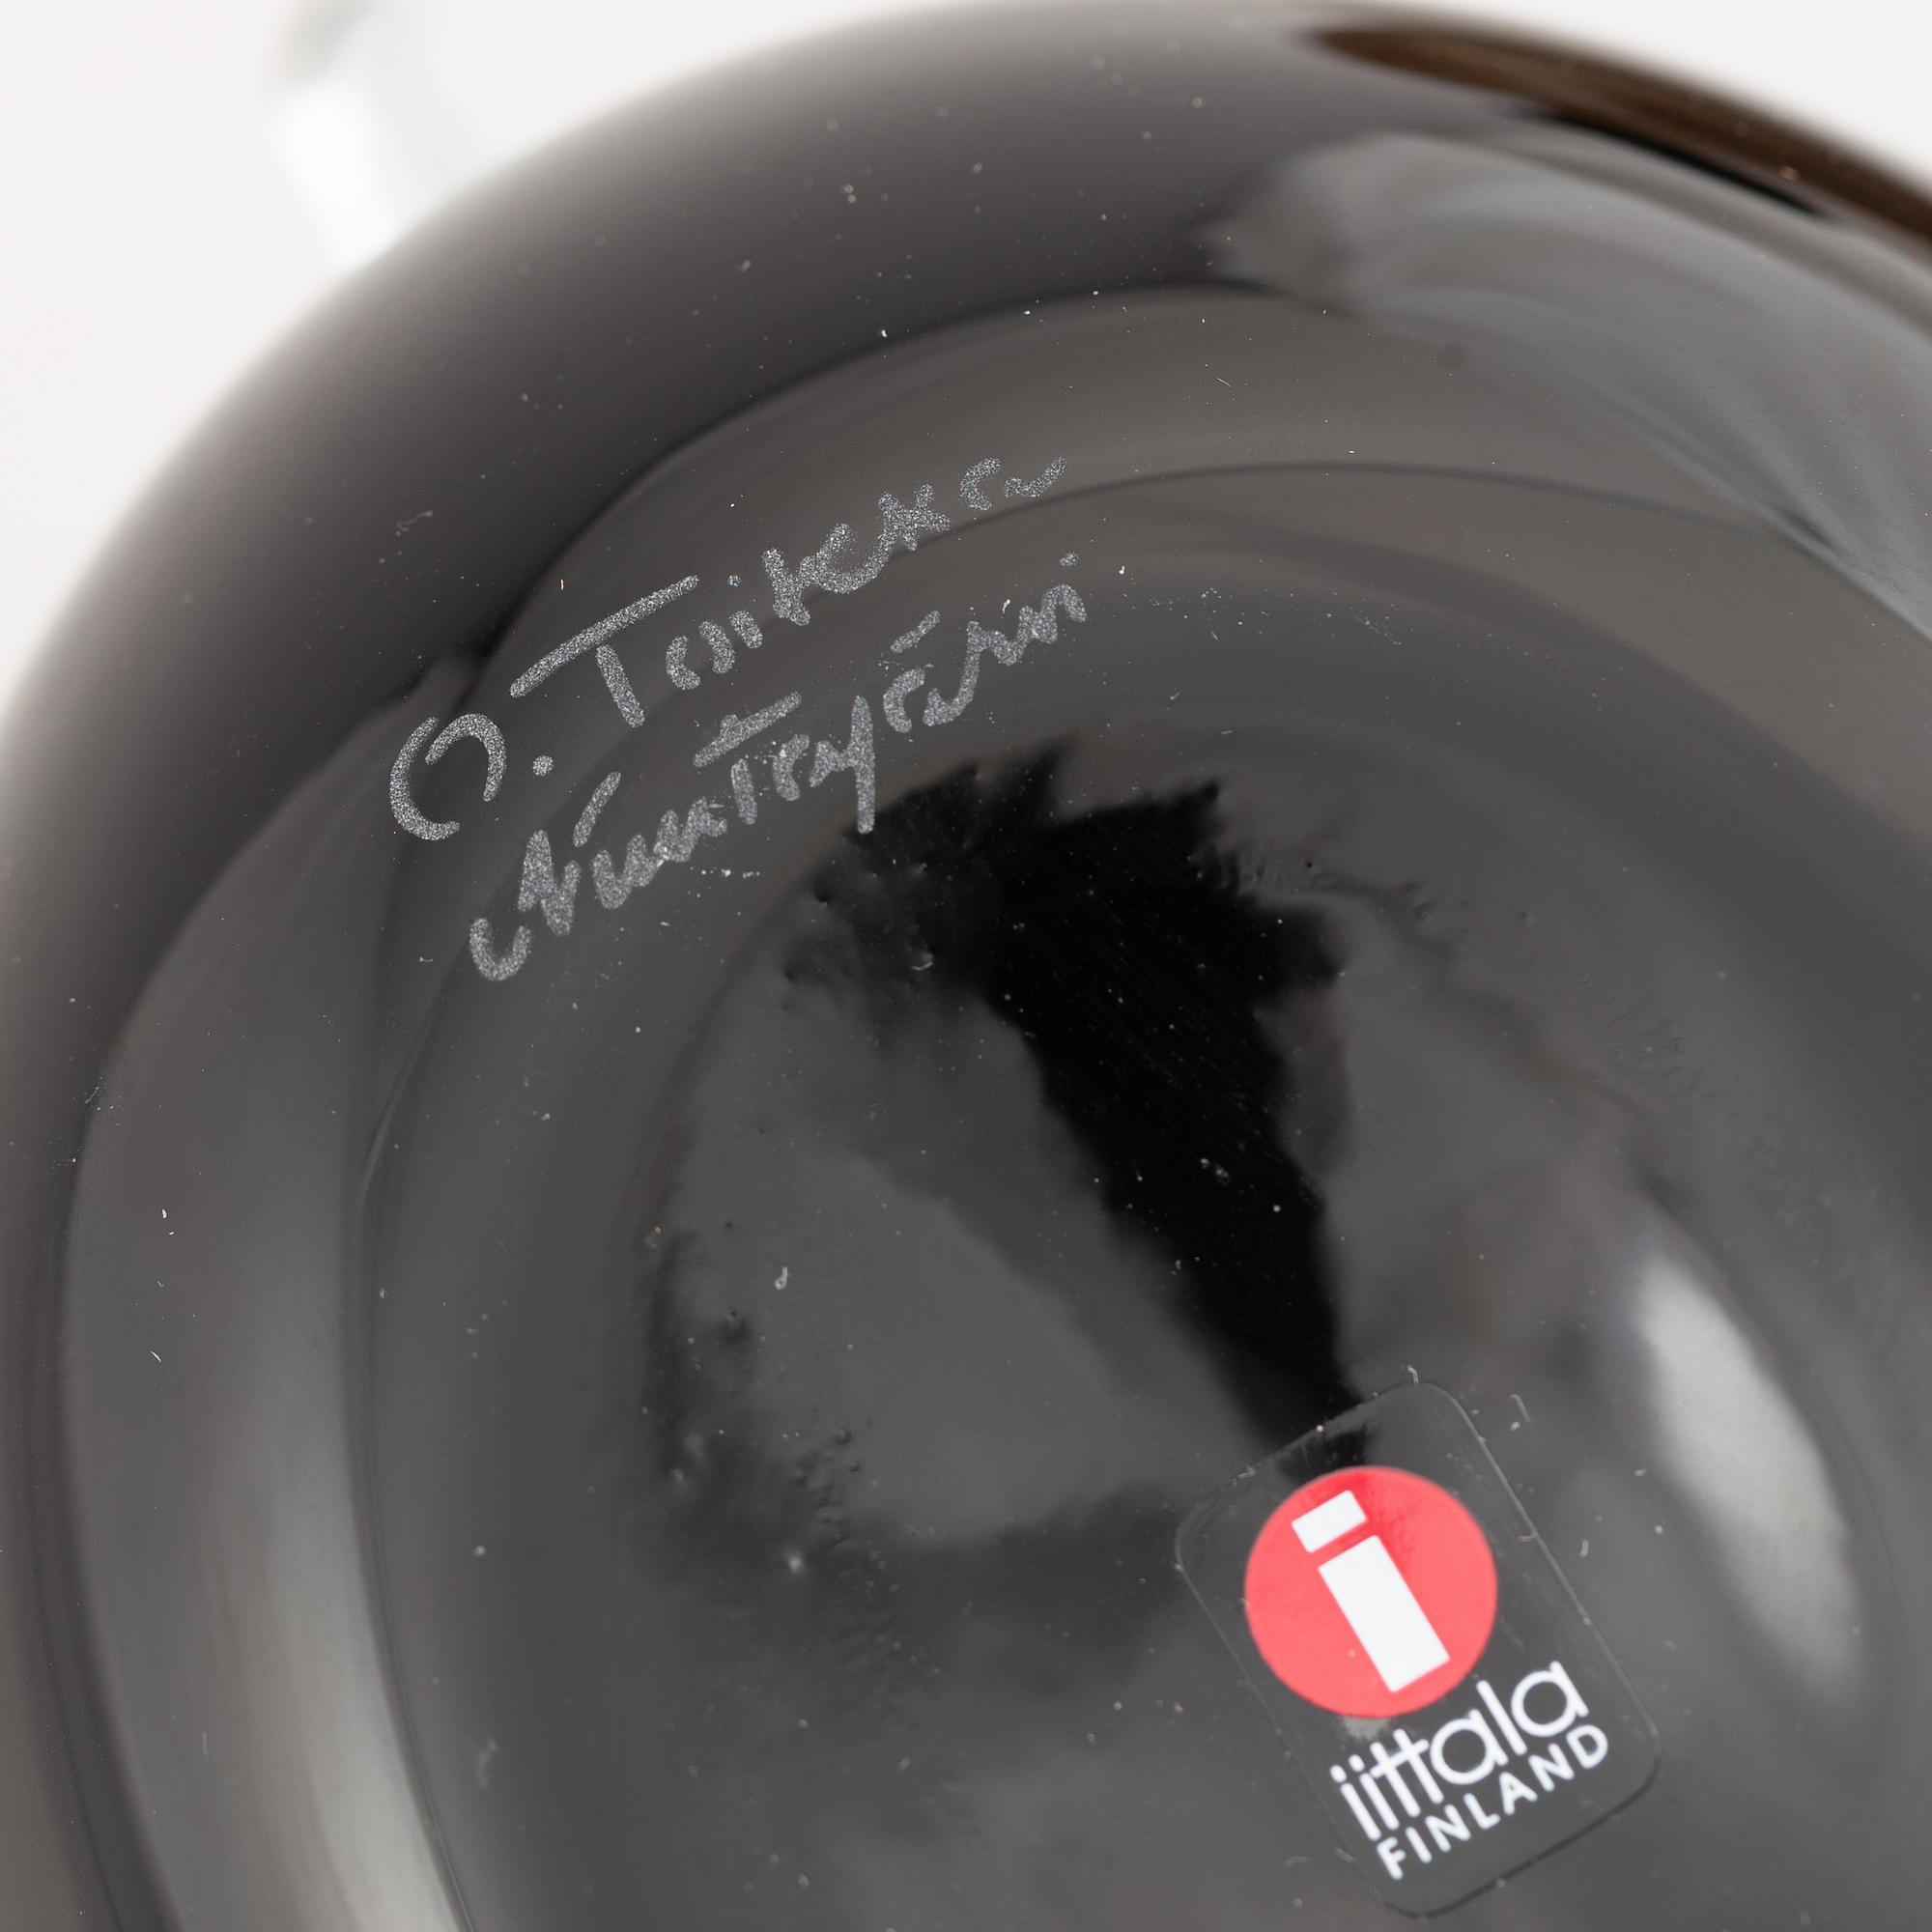 O. Toikka
Nuutajärvi
i
iittala
FINLAND